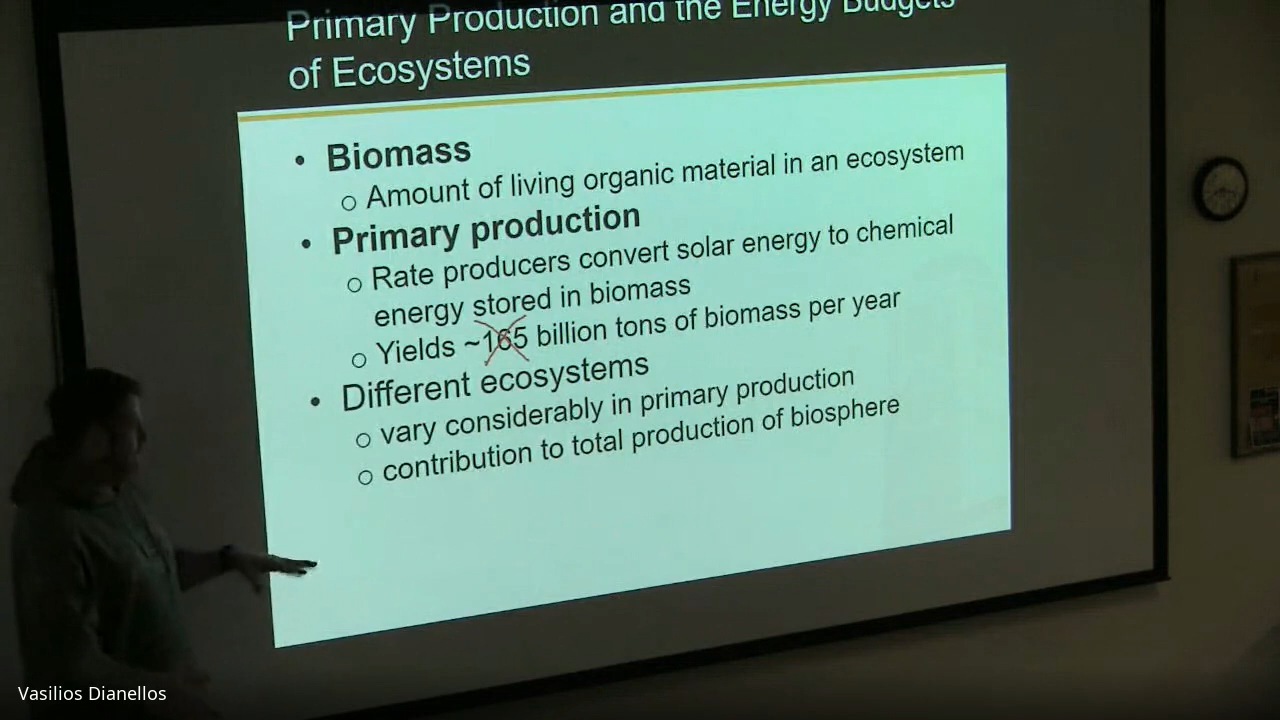 Primary Production and the Energy Budgets
of Ecosystems
• Biomass
o Amount of living organic material in an ecosystem
• Primary production
o Rate producers convert solar energy to chemical
energy stored in biomass
o Yields ~165 billion tons of biomass per year
• Different ecosystems
o vary considerably in primary production
o contribution to total production of biosphere
Vasilios Dianellos